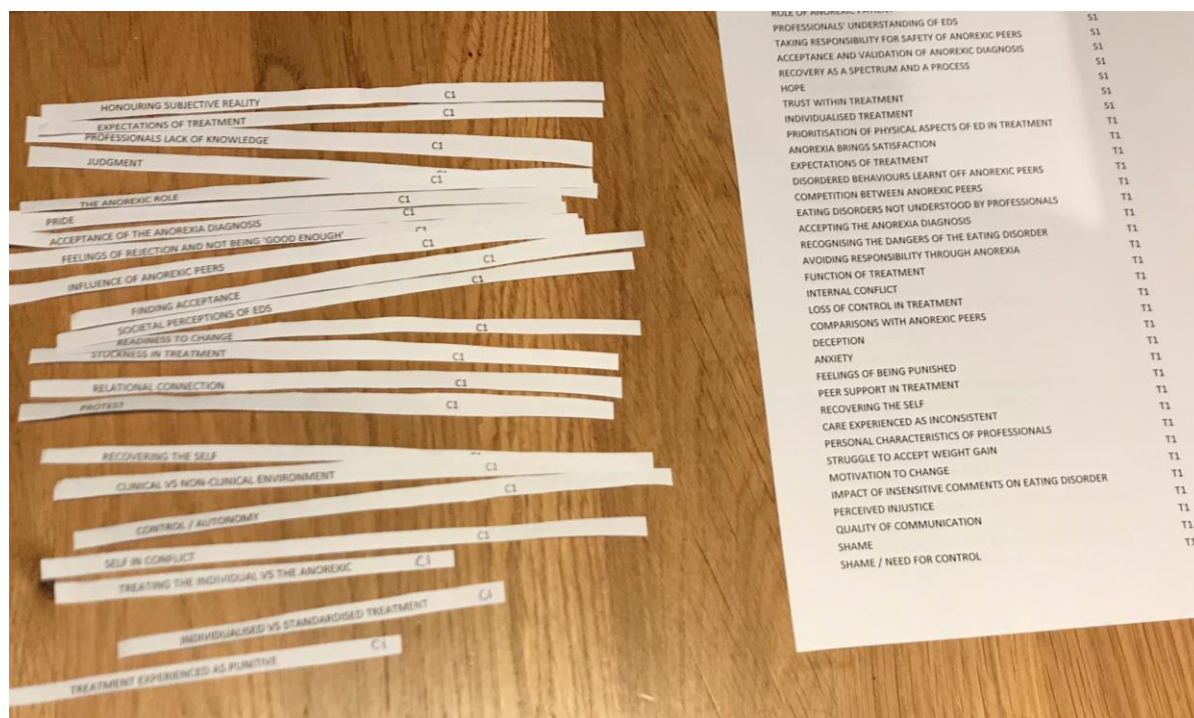 HONOURING SUBJECTIVE REALITY C1
EXPECTATIONS OF TREATMENT C1
PROFESSIONALS LACK OF KNOWLEDGE C1
JUDGMENT
THE ANOREXIC ROLE C1
PRIDE C1
ACCEPTANCE OF THE ANOREXIA DIAGNOSIS C1
FEELINGS OF REJECTION AND NOT BEING 'GOOD ENOUGH' C1
INFLUENCE OF ANOREXIC PEERS C1
FINDING ACCEPTANCE C1
SOCIETAL PERCEPTIONS OF EDS C1
READINESS TO CHANGE C1
STUCKNESS IN TREATMENT C1
RELATIONAL CONNECTION C1
PROTEST C1
RECOVERING THE SELF
CLINICAL VS NON-CLINICAL ENVIRONMENT C1
CONTROL / AUTONOMY C1
SELF IN CONFLICT C1
TREATING THE INDIVIDUAL VS THE ANOREXIC C1
INDIVIDUALISED VS STANDARDISED TREATMENT C1
TREATMENT EXPERIENCED AS PUNITIVE C1
ROLE OF ANOREXIC PATIENT
PROFESSIONALS' UNDERSTANDING OF EDS S1
TAKING RESPONSIBILITY FOR SAFETY OF ANOREXIC PEERS S1
ACCEPTANCE AND VALIDATION OF ANOREXIC DIAGNOSIS S1
RECOVERY AS A SPECTRUM AND A PROCESS S1
HOPE S1
TRUST WITHIN TREATMENT S1
INDIVIDUALISED TREATMENT S1
PRIORITISATION OF PHYSICAL ASPECTS OF ED IN TREATMENT T1
ANOREXIA BRINGS SATISFACTION T1
EXPECTATIONS OF TREATMENT T1
DISORDERED BEHAVIOURS LEARNT OFF ANOREXIC PEERS T1
COMPETITION BETWEEN ANOREXIC PEERS T1
EATING DISORDERS NOT UNDERSTOOD BY PROFESSIONALS T1
ACCEPTING THE ANOREXIA DIAGNOSIS T1
RECOGNISING THE DANGERS OF THE EATING DISORDER T1
AVOIDING RESPONSIBILITY THROUGH ANOREXIA T1
FUNCTION OF TREATMENT T1
INTERNAL CONFLICT T1
LOSS OF CONTROL IN TREATMENT T1
COMPARISONS WITH ANOREXIC PEERS T1
DECEPTION T1
ANXIETY T1
FEELINGS OF BEING PUNISHED T1
PEER SUPPORT IN TREATMENT T1
RECOVERING THE SELF T1
CARE EXPERIENCED AS INCONSISTENT T1
PERSONAL CHARACTERISTICS OF PROFESSIONALS T1
STRUGGLE TO ACCEPT WEIGHT GAIN T1
MOTIVATION TO CHANGE T1
IMPACT OF INSENSITIVE COMMENTS ON EATING DISORDER T1
PERCEIVED INJUSTICE T1
QUALITY OF COMMUNICATION T1
SHAME T1
SHAME / NEED FOR CONTROL T1